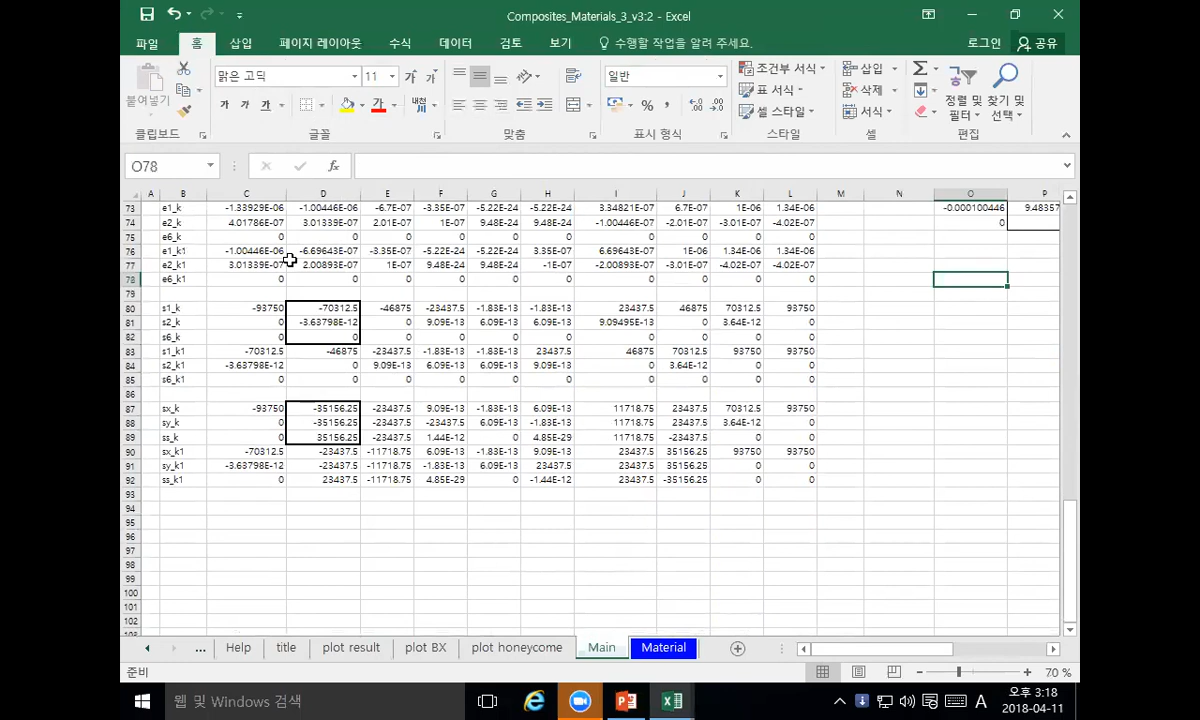 Composites_Materials_3_v3:2 - Excel
파일 홈 삽입 페이지 레이아웃 수식 데이터 검토 보기 수행할 작업을 알려 주세요. 로그인 공유
붙여넣기 맑은 고딕 11 가 가 일반 조건부 서식 표 서식 셀 스타일 삽입 삭제 서식 정렬 및 필터 찾기 및 선택
가 가 가 가 내천 %
클립보드 글꼴 맞춤 표시 형식 스타일 셀 편집
O78 fx
A B C D E F G H I J K L M N O P
73 e1_k -1.33929E-06 -1.00446E-06 -6.7E-07 -3.35E-07 -5.22E-24 -5.22E-24 3.34821E-07 6.7E-07 1E-06 1.34E-06 -0.000100446 9.48357
74 e2_k 4.01786E-07 3.01339E-07 2.01E-07 1E-07 9.48E-24 9.48E-24 -1.00446E-07 -2.01E-07 -3.01E-07 -4.02E-07 0
75 e6_k 0 0 0 0 0 0 0 0 0 0
76 e1_k1 -1.00446E-06 -6.69643E-07 -3.35E-07 -5.22E-24 -5.22E-24 3.35E-07 6.69643E-07 1E-06 1.34E-06 1.34E-06
77 e2_k1 3.01339E-07 2.00893E-07 1E-07 9.48E-24 9.48E-24 -1E-07 -2.00893E-07 -3.01E-07 -4.02E-07 -4.02E-07
78 e6_k1 0 0 0 0 0 0 0 0 0 0
79
80 s1_k -93750 -70312.5 -46875 -23437.5 -1.83E-13 -1.83E-13 23437.5 46875 70312.5 93750
81 s2_k 0 -3.63798E-12 0 9.09E-13 6.09E-13 6.09E-13 9.09495E-13 0 3.64E-12 0
82 s6_k 0 0 0 0 0 0 0 0 0 0
83 s1_k1 -70312.5 -46875 -23437.5 -1.83E-13 -1.83E-13 23437.5 46875 70312.5 93750 93750
84 s2_k1 -3.63798E-12 0 9.09E-13 6.09E-13 6.09E-13 9.09E-13 0 3.64E-12 0 0
85 s6_k1 0 0 0 0 0 0 0 0 0 0
86
87 sx_k -93750 -35156.25 -23437.5 9.09E-13 -1.83E-13 6.09E-13 11718.75 23437.5 70312.5 93750
88 sy_k 0 -35156.25 -23437.5 -23437.5 6.09E-13 -1.83E-13 11718.75 23437.5 3.64E-12 0
89 ss_k 0 35156.25 -23437.5 1.44E-12 0 4.85E-29 11718.75 -23437.5 0 0
90 sx_k1 -70312.5 -23437.5 -11718.75 6.09E-13 -1.83E-13 9.09E-13 23437.5 35156.25 93750 93750
91 sy_k1 -3.63798E-12 -23437.5 -11718.75 -1.83E-13 6.09E-13 23437.5 23437.5 35156.25 0 0
92 ss_k1 0 23437.5 -11718.75 4.85E-29 0 -1.44E-12 23437.5 -35156.25 0 0
93
94
95
96
97
98
99
100
101
102
... Help title plot result plot BX plot honeycome Main Material
준비 70 %
웹 및 Windows 검색 A 오후 3:18
2018-04-11